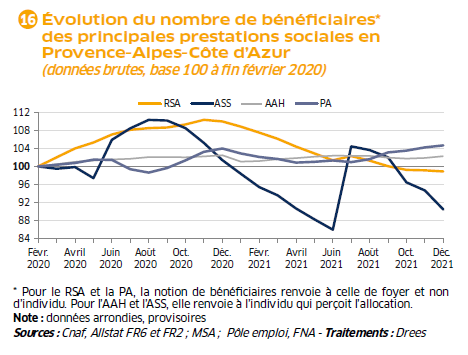 16 Évolution du nombre de bénéficiaires*
des principales prestations sociales en
Provence-Alpes-Côte d'Azur
(données brutes, base 100 à fin février 2020)
RSA ASS AAH PA
112
108
104
100
96
92
88
84
Févr. Avril Juin Août Oct. Déc. Févr. Avril Juin Août Oct. Déc.
2020 2020 2020 2020 2020 2020 2021 2021 2021 2021 2021 2021
* Pour le RSA et la PA, la notion de bénéficiaires renvoie à celle de foyer et non
d'individu. Pour l'AAH et l'ASS, elle renvoie à l'individu qui perçoit l'allocation.
Note : données arrondies, provisoires
Sources : Cnaf, Allstat FR6 et FR2 ; MSA ; Pôle emploi, FNA - Traitements : Drees